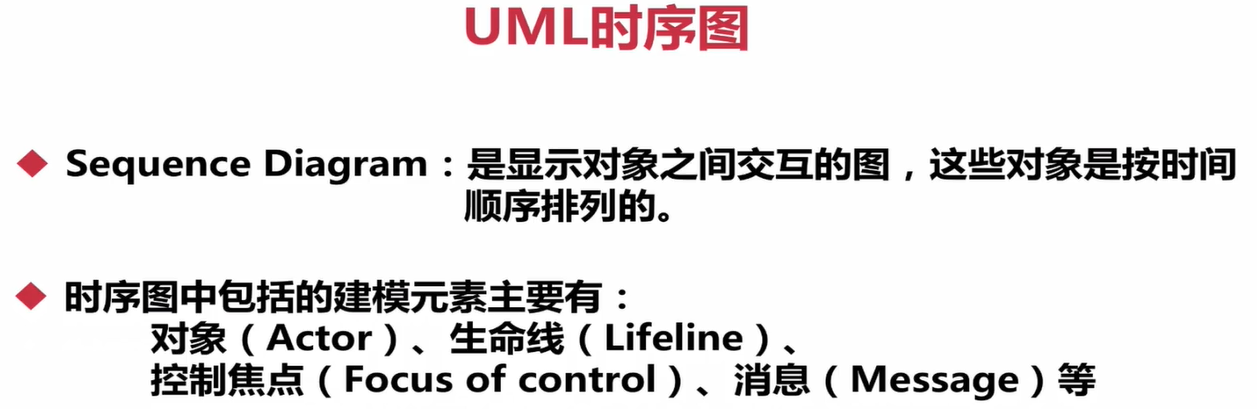 UML时序图
Sequence Diagram：是显示对象之间交互的图，这些对象是按时间
顺序排列的。
时序图中包括的建模元素主要有：
对象（Actor）、生命线（Lifeline）、
控制焦点（Focus of control）、消息（Message）等